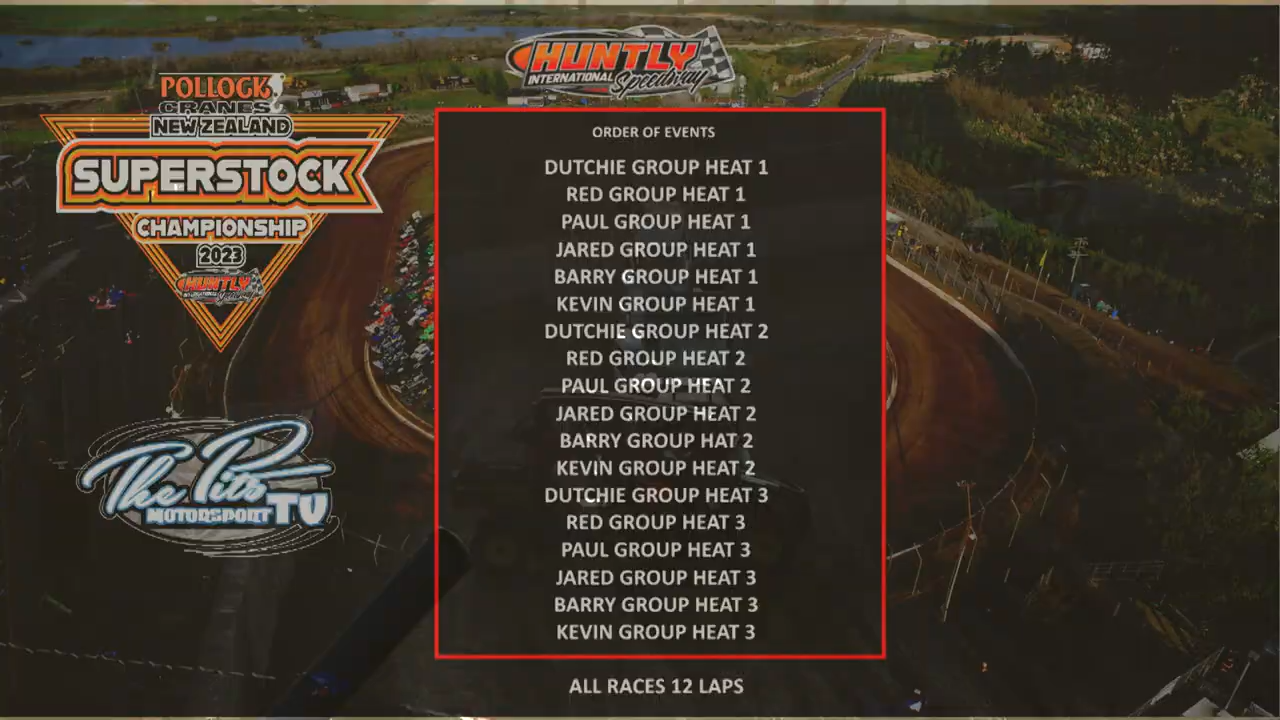 HUNTLY
INTERNATIONAL Speedway
POLLOCK
CRANES
NEW ZEALAND
SUPERSTOCK
CHAMPIONSHIP
2023
HUNTLY
The Pits
MOTORSPORT TV
ORDER OF EVENTS
DUTCHIE GROUP HEAT 1
RED GROUP HEAT 1
PAUL GROUP HEAT 1
JARED GROUP HEAT 1
BARRY GROUP HEAT 1
KEVIN GROUP HEAT 1
DUTCHIE GROUP HEAT 2
RED GROUP HEAT 2
PAUL GROUP HEAT 2
JARED GROUP HEAT 2
BARRY GROUP HAT 2
KEVIN GROUP HEAT 2
DUTCHIE GROUP HEAT 3
RED GROUP HEAT 3
PAUL GROUP HEAT 3
JARED GROUP HEAT 3
BARRY GROUP HEAT 3
KEVIN GROUP HEAT 3
ALL RACES 12 LAPS